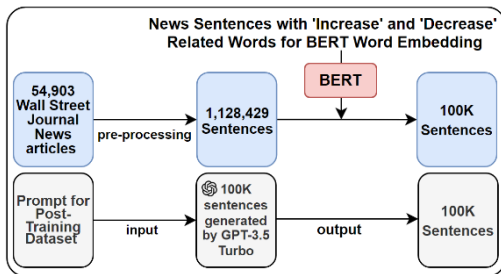 News Sentences with 'Increase' and 'Decrease'
Related Words for BERT Word Embedding
BERT
54,903
Wall Street
Journal
News
articles
pre-processing
1,128,429
Sentences
100K
Sentences
Prompt for
Post-
Training
Dataset
input
100K
sentences
generated
by GPT-3.5
Turbo
output
100K
Sentences